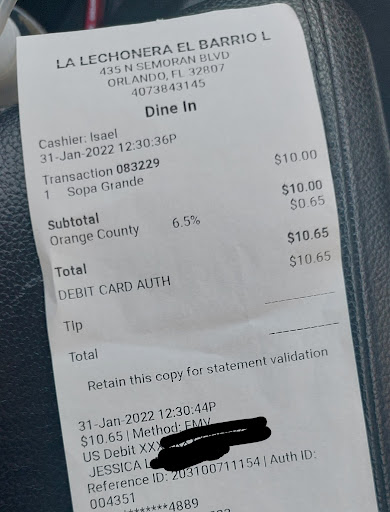 LA LECHONERA EL BARRIO L
435 N SEMORAN BLVD
ORLANDO, FL 32807
4073843145
Dine In
Cashier: Isael
31-Jan-2022 12:30:36P
Transaction 083229
1 Sopa Grande $10.00
Subtotal $10.00
Orange County 6.5% $0.65
Total $10.65
DEBIT CARD AUTH $10.65
Tip
Total
Retain this copy for statement validation
31-Jan-2022 12:30:44P
$10.65 | Method: EMV
US Debit XX
JESSICA
Reference ID: 203100711154 | Auth ID:
004351
*******4889